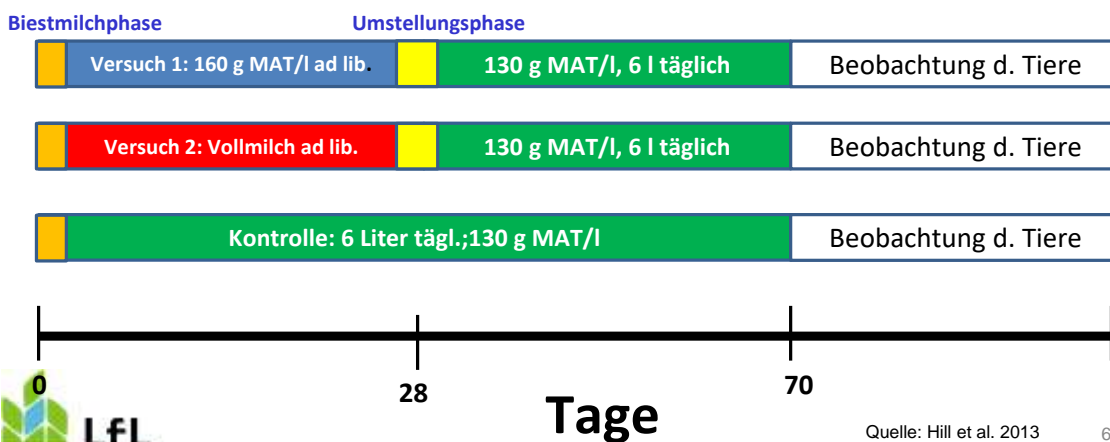 Biestmilchphase Umstellungsphase
Versuch 1: 160 g MAT/l ad lib. 130 g MAT/l, 6 l täglich Beobachtung d. Tiere
Versuch 2: Vollmilch ad lib. 130 g MAT/l, 6 l täglich Beobachtung d. Tiere
Kontrolle: 6 Liter tägl.;130 g MAT/l Beobachtung d. Tiere
0 28 70
Tage
LfL
Quelle: Hill et al. 2013 6